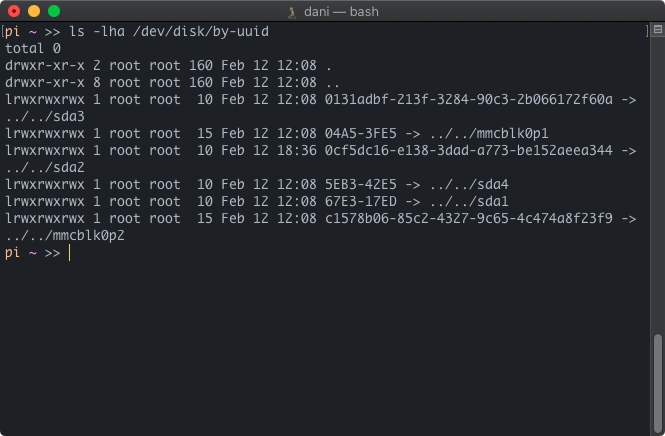 dani — bash
pi ~ >> ls -lha /dev/disk/by-uuid
total 0
drwxr-xr-x 2 root root 160 Feb 12 12:08 .
drwxr-xr-x 8 root root 160 Feb 12 12:08 ..
lrwxrwxrwx 1 root root  10 Feb 12 12:08 0131adbf-213f-3284-90c3-2b066172f60a ->
../../sda3
lrwxrwxrwx 1 root root  15 Feb 12 12:08 04A5-3FE5 -> ../../mmcblk0p1
lrwxrwxrwx 1 root root  10 Feb 12 18:36 0cf5dc16-e138-3dad-a773-be152aeea344 ->
../../sda2
lrwxrwxrwx 1 root root  10 Feb 12 12:08 5EB3-42E5 -> ../../sda4
lrwxrwxrwx 1 root root  10 Feb 12 12:08 67E3-17ED -> ../../sda1
lrwxrwxrwx 1 root root  15 Feb 12 12:08 c1578b06-85c2-4327-9c65-4c474a8f23f9 ->
../../mmcblk0p2
pi ~ >>